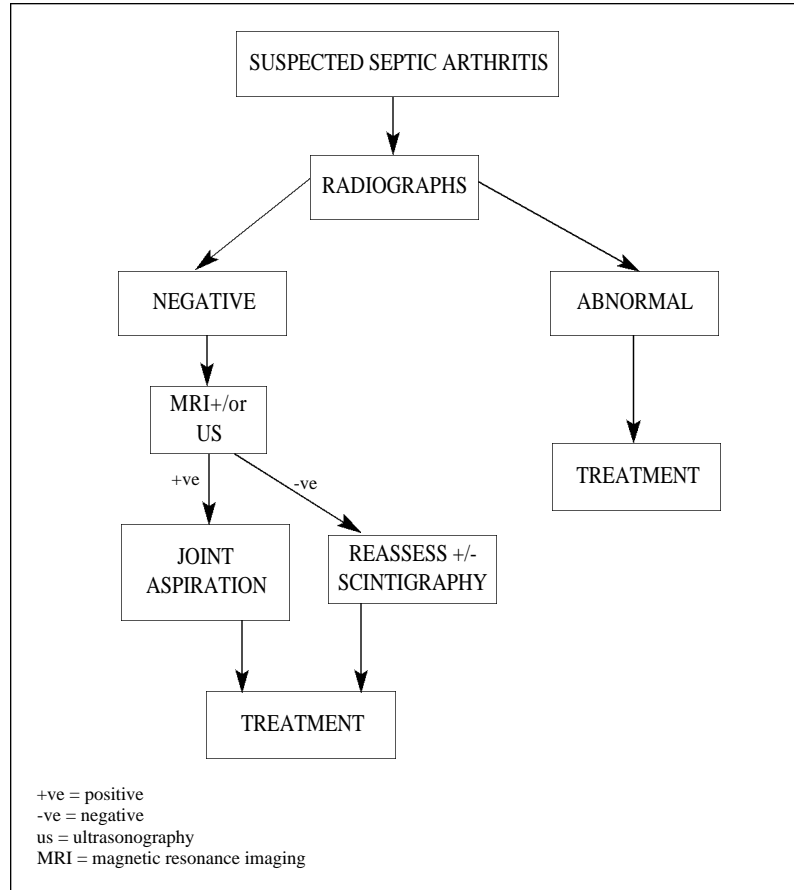 SUSPECTED SEPTIC ARTHRITIS
RADIOGRAPHS
NEGATIVE
ABNORMAL
MRI+/or
US
+ve
-ve
TREATMENT
JOINT
ASPIRATION
REASSESS +/-
SCINTIGRAPHY
TREATMENT
+ve = positive
-ve = negative
us = ultrasonography
MRI = magnetic resonance imaging